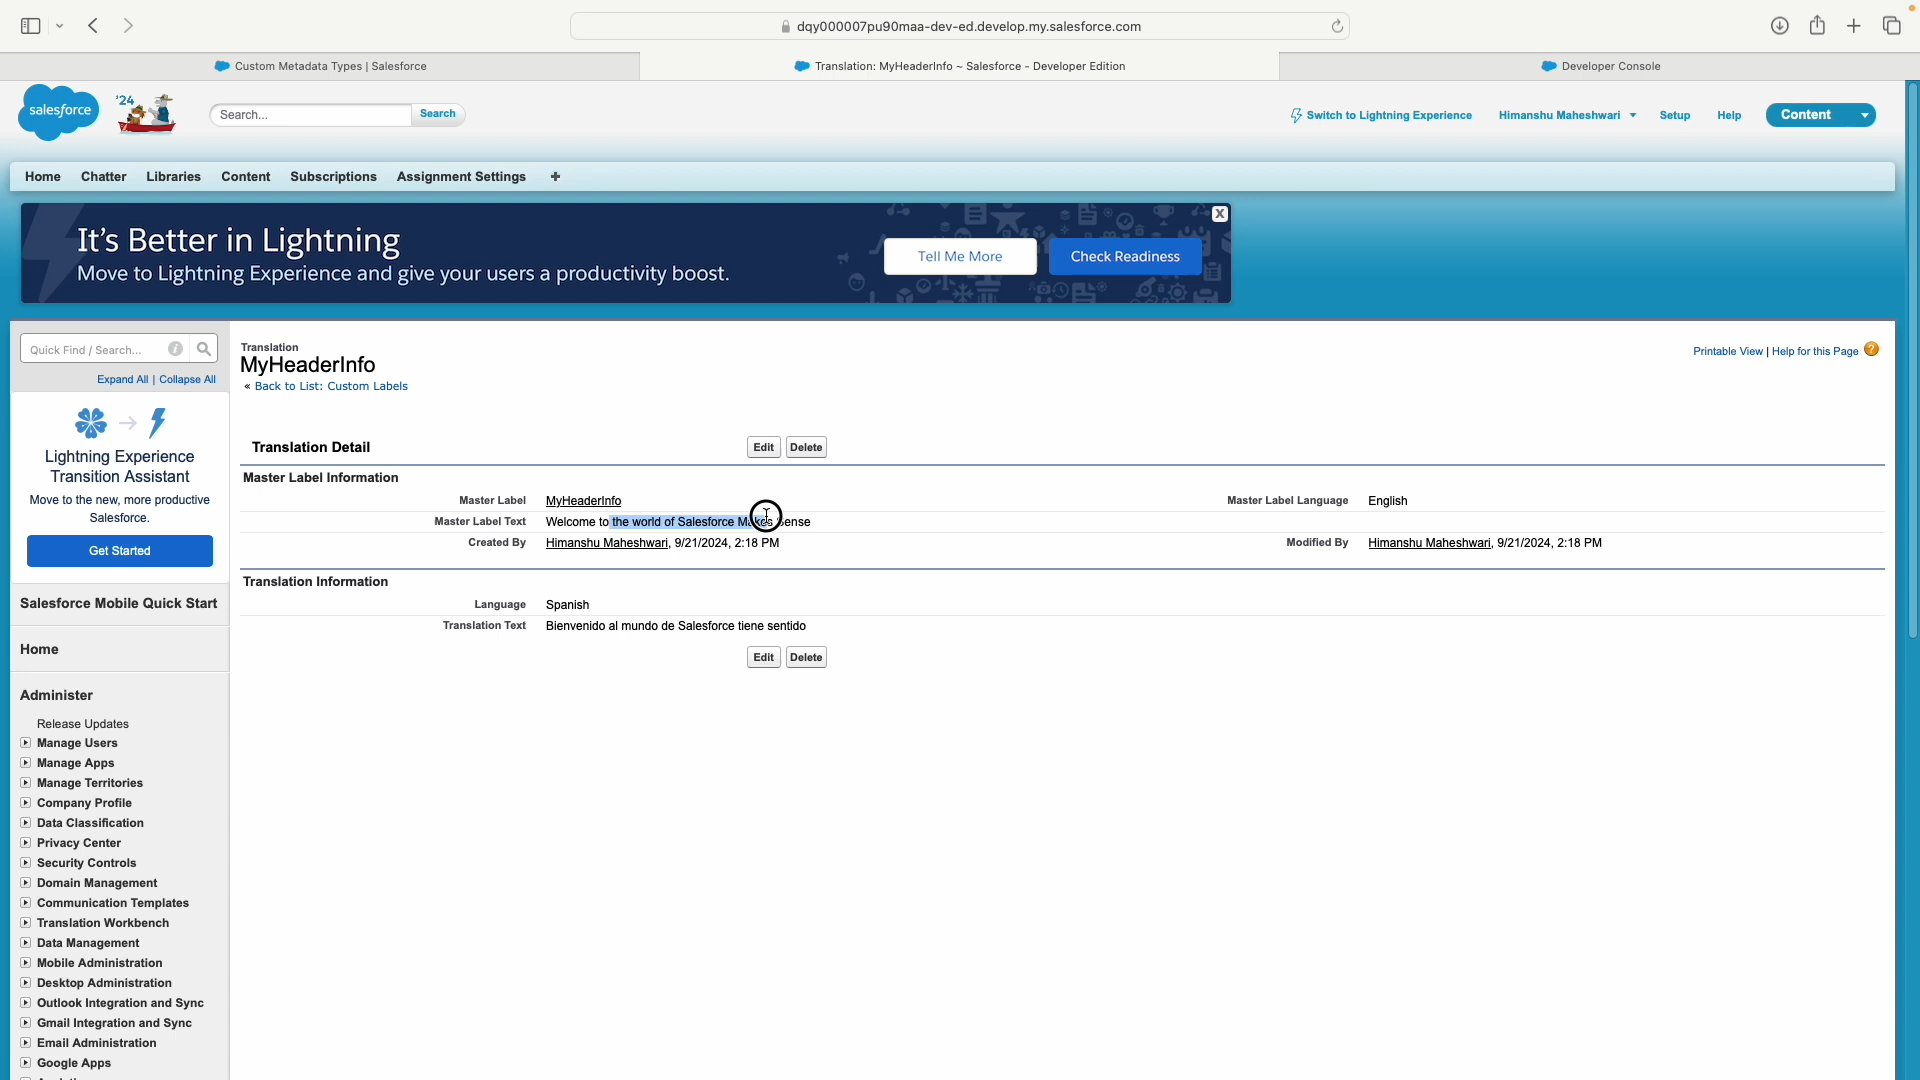 dqy000007pu90maa-dev-ed.develop.my.salesforce.com
Custom Metadata Types | Salesforce
Translation: MyHeaderInfo ~ Salesforce - Developer Edition
Developer Console
salesforce
'24
Search...
Search
Switch to Lightning Experience
Himanshu Maheshwari
Setup
Help
Content
Home
Chatter
Libraries
Content
Subscriptions
Assignment Settings
+
It's Better in Lightning
Move to Lightning Experience and give your users a productivity boost.
Tell Me More
Check Readiness
X
Quick Find / Search...
Expand All | Collapse All
Lightning Experience
Transition Assistant
Move to the new, more productive
Salesforce.
Get Started
Salesforce Mobile Quick Start
Home
Administer
Release Updates
Manage Users
Manage Apps
Manage Territories
Company Profile
Data Classification
Privacy Center
Security Controls
Domain Management
Communication Templates
Translation Workbench
Data Management
Mobile Administration
Desktop Administration
Outlook Integration and Sync
Gmail Integration and Sync
Email Administration
Google Apps
Translation
MyHeaderInfo
« Back to List: Custom Labels
Printable View | Help for this Page
Translation Detail
Edit Delete
Master Label Information
Master Label MyHeaderInfo
Master Label Language English
Master Label Text Welcome to the world of Salesforce Makes Sense
Created By Himanshu Maheshwari, 9/21/2024, 2:18 PM
Modified By Himanshu Maheshwari, 9/21/2024, 2:18 PM
Translation Information
Language Spanish
Translation Text Bienvenido al mundo de Salesforce tiene sentido
Edit Delete